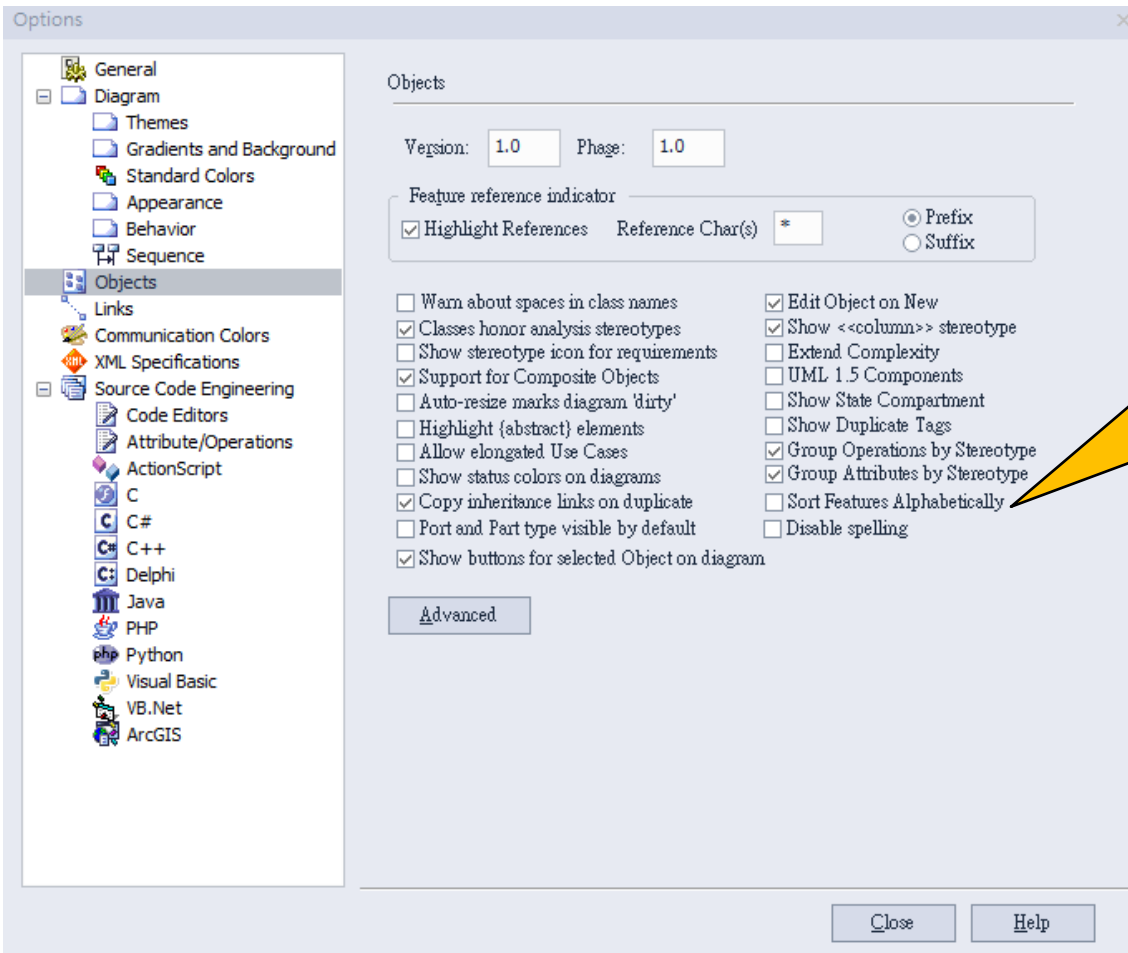 Options
General
Diagram
Themes
Gradients and Background
Standard Colors
Appearance
Behavior
Sequence
Objects
Links
Communication Colors
XML Specifications
Source Code Engineering
Code Editors
Attribute/Operations
ActionScript
C
C#
C++
Delphi
Java
PHP
Python
Visual Basic
VB.Net
ArcGIS
Objects
Version: 1.0 Phase: 1.0
Feature reference indicator
Highlight References Reference Char(s) * Prefix
Suffix
Warn about spaces in class names
Classes honor analysis stereotypes
Show stereotype icon for requirements
Support for Composite Objects
Auto-resize marks diagram 'dirty'
Highlight {abstract} elements
Allow elongated Use Cases
Show status colors on diagrams
Copy inheritance links on duplicate
Port and Part type visible by default
Show buttons for selected Object on diagram
Edit Object on New
Show <<column>> stereotype
Extend Complexity
UML 1.5 Components
Show State Compartment
Show Duplicate Tags
Group Operations by Stereotype
Group Attributes by Stereotype
Sort Features Alphabetically
Disable spelling
Advanced
Close Help